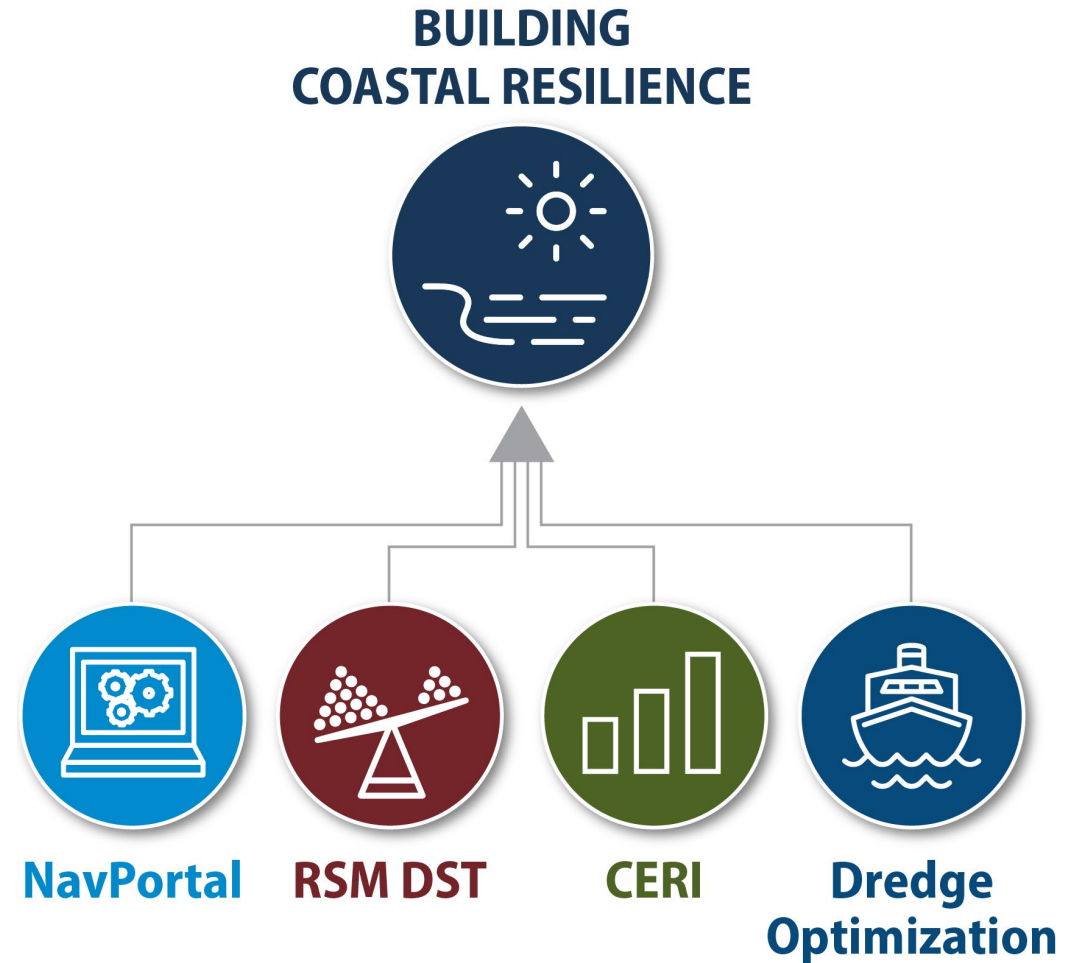 BUILDING
COASTAL RESILIENCE
NavPortal
RSM DST
CERI
Dredge
Optimization